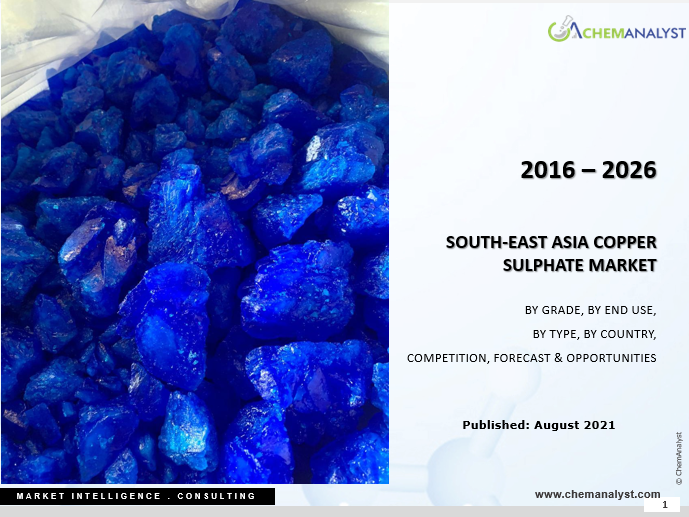 CHEMANALYST
2016 – 2026
SOUTH-EAST ASIA COPPER
SULPHATE MARKET
BY GRADE, BY END USE,
BY TYPE, BY COUNTRY,
COMPETITION, FORECAST & OPPORTUNITIES
Published: August 2021
© ChemAnalyst
MARKET INTELLIGENCE . CONSULTING
www.chemanalyst.com
1